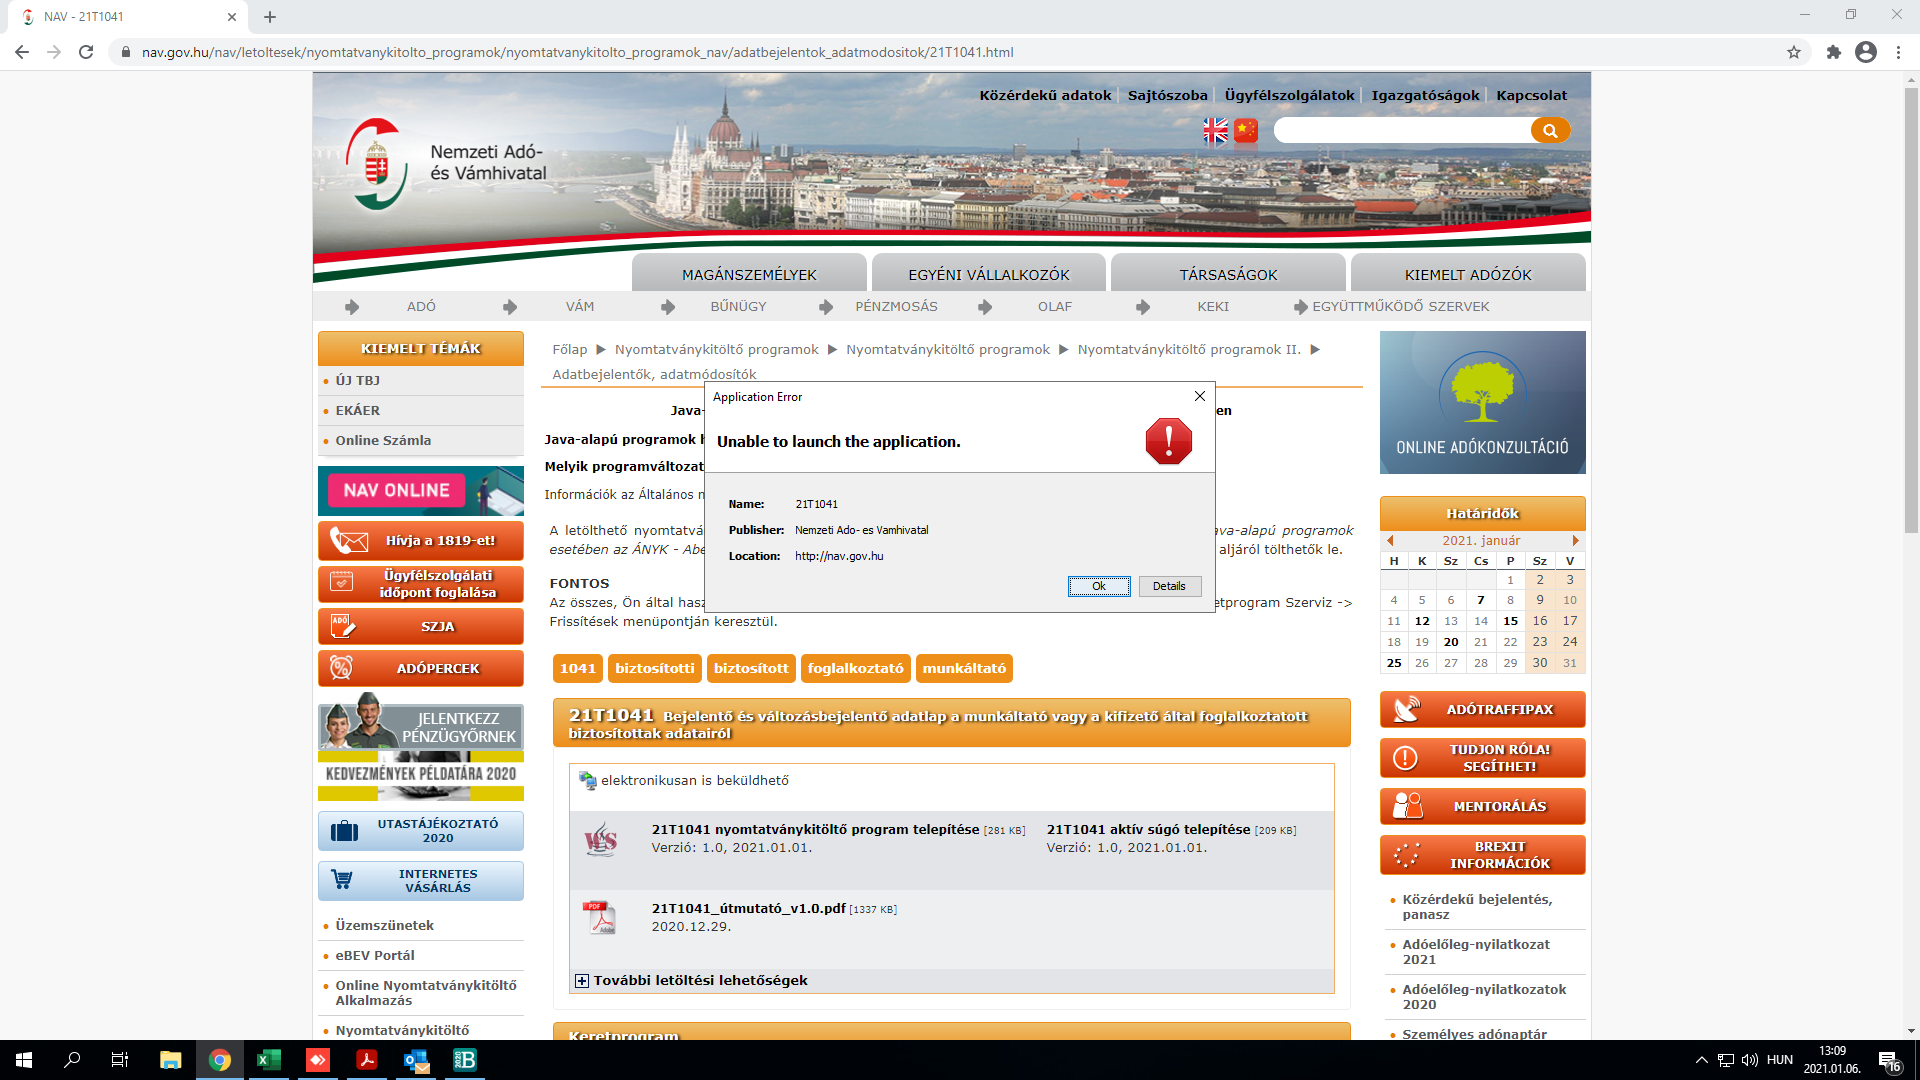 NAV - 21T1041
nav.gov.hu/nav/letoltesek/nyomtatvanykitolto_programok/nyomtatvanykitolto_programok_nav/adatbejelentok_adatmodositok/21T1041.html
Közérdekű adatok Sajtószoba Ügyfélszolgálatok Igazgatóságok Kapcsolat
Nemzeti Adó-
és Vámhivatal
MAGÁNSZEMÉLYEK EGYÉNI VÁLLALKOZÓK TÁRSASÁGOK KIEMELT ADÓZÓK
ADÓ VÁM BŰNÜGY PÉNZMOSÁS OLAF KEKI EGYÜTTMŰKÖDŐ SZERVEK
KIEMELT TÉMÁK
ÚJ TBJ
EKÁER
Online Számla
NAV ONLINE
Hívja a 1819-et!
Ügyfélszolgálati
időpont foglalása
ADÓ
SZJA
ADÓPERCEK
JELENTKEZZ
PÉNZÜGYŐRNEK
KEDVEZMÉNYEK PÉLDATÁRA 2020
UTASTÁJÉKOZTATÓ
2020
INTERNETES
VÁSÁRLÁS
Üzemszünetek
eBEV Portál
Online Nyomtatványkitöltő
Alkalmazás
Nyomtatványkitöltő
Főlap Nyomtatványkitöltő programok Nyomtatványkitöltő programok Nyomtatványkitöltő programok II.
Adatbejelentők, adatmódosítók
Java- en
Java-alapú programok
Melyik programváltozat
Információk az Általános
A letölthető nyomtatvá ava-alapú programok
esetében az ÁNYK - Abe aljáról tölthetők le.
FONTOS
Az összes, Ön által hasz etprogram Szerviz ->
Frissítések menüpontján keresztül.
Application Error
Unable to launch the application.
Name: 21T1041
Publisher: Nemzeti Ado- es Vamhivatal
Location: http://nav.gov.hu
Ok Details
1041 biztosítotti biztosított foglalkoztató munkáltató
21T1041 Bejelentő és változásbejelentő adatlap a munkáltató vagy a kifizető által foglalkoztatott
biztosítottak adatairól
elektronikusan is beküldhető
21T1041 nyomtatványkitöltő program telepítése [281 KB] 21T1041 aktív súgó telepítése [209 KB]
Verzió: 1.0, 2021.01.01. Verzió: 1.0, 2021.01.01.
PDF
Adobe
21T1041_útmutató_v1.0.pdf [1337 KB]
2020.12.29.
További letöltési lehetőségek
Keretprogram
ONLINE ADÓKONZULTÁCIÓ
Határidők
2021. január
H K Sz Cs P Sz V
1 2 3
4 5 6 7 8 9 10
11 12 13 14 15 16 17
18 19 20 21 22 23 24
25 26 27 28 29 30 31
ADÓTRAFFIPAX
TUDJON RÓLA!
SEGÍTHET!
MENTORÁLÁS
BREXIT
INFORMÁCIÓK
Közérdekű bejelentés,
panasz
Adóelőleg-nyilatkozat
2021
Adóelőleg-nyilatkozatok
2020
Személyes adónaptár
HUN
13:09
2021.01.06.
16